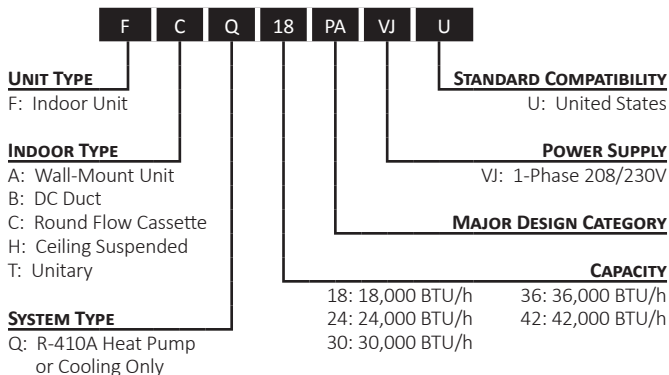 F C Q 18 PA VJ U
UNIT TYPE
F: Indoor Unit
INDOOR TYPE
A: Wall-Mount Unit
B: DC Duct
C: Round Flow Cassette
H: Ceiling Suspended
T: Unitary
SYSTEM TYPE
Q: R-410A Heat Pump
or Cooling Only
STANDARD COMPATIBILITY
U: United States
POWER SUPPLY
VJ: 1-Phase 208/230V
MAJOR DESIGN CATEGORY
CAPACITY
18: 18,000 BTU/h 36: 36,000 BTU/h
24: 24,000 BTU/h 42: 42,000 BTU/h
30: 30,000 BTU/h